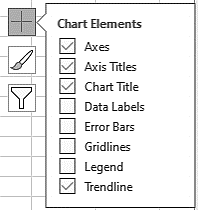 Chart Elements
Axes
Axis Titles
Chart Title
Data Labels
Error Bars
Gridlines
Legend
Trendline